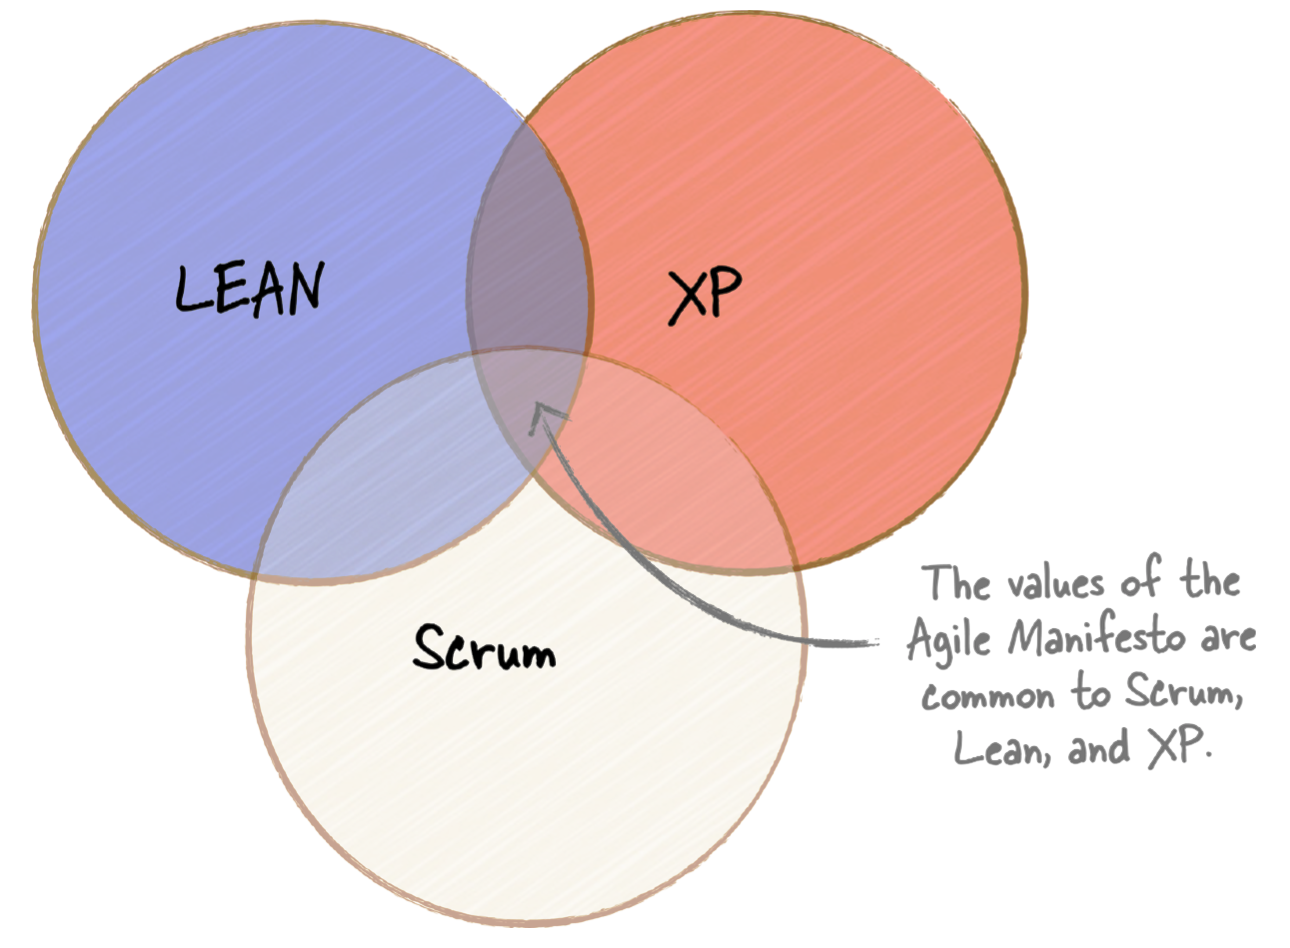 LEAN
XP
Scrum
The values of the
Agile Manifesto are
common to Scrum,
Lean, and XP.